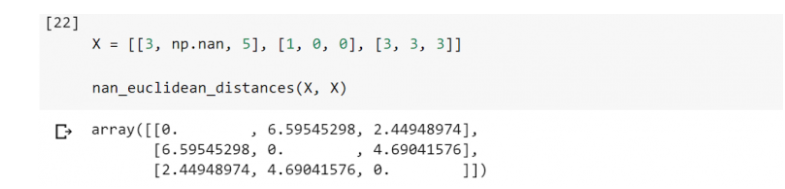 [22]
X = [[3, np.nan, 5], [1, 0, 0], [3, 3, 3]]
nan_euclidean_distances(X, X)
array([[0.        , 6.59545298, 2.44948974],
       [6.59545298, 0.        , 4.69041576],
       [2.44948974, 4.69041576, 0.        ]])